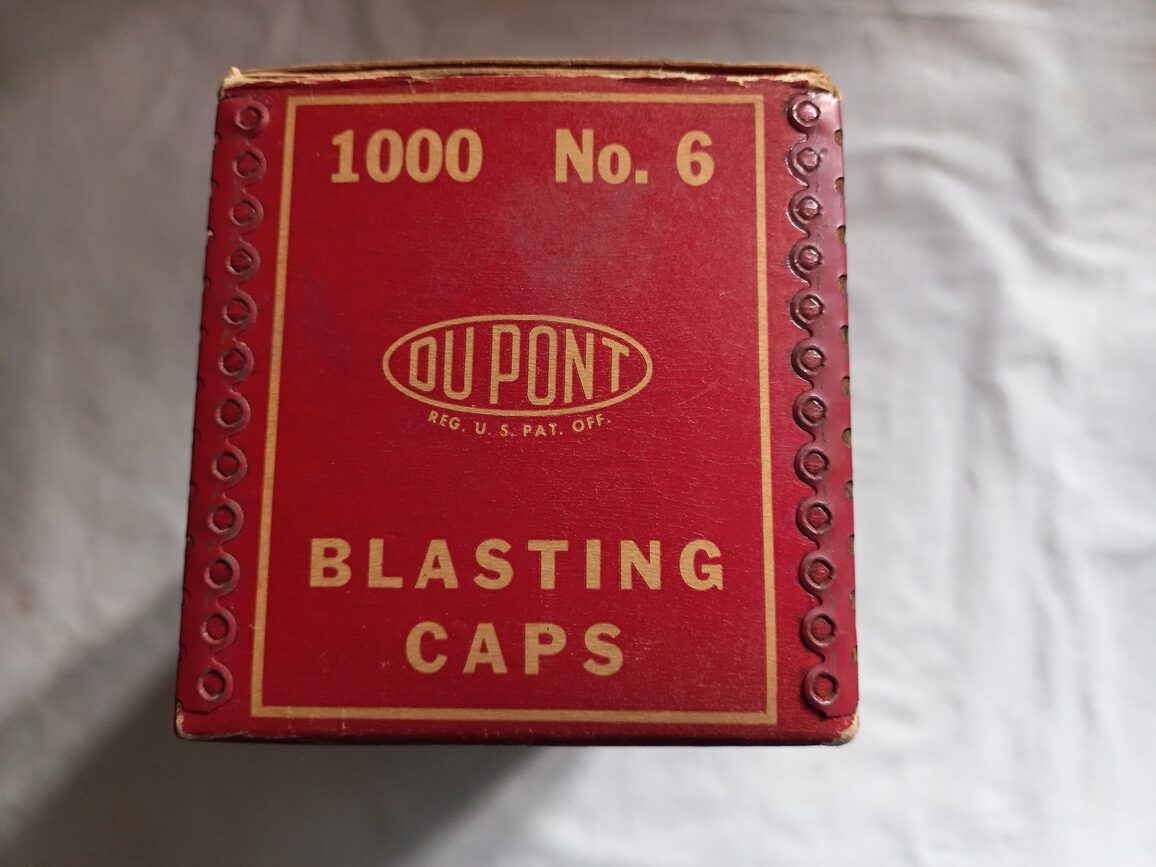 1000 No. 6
DU PONT
REG. U. S. PAT. OFF.
BLASTING
CAPS